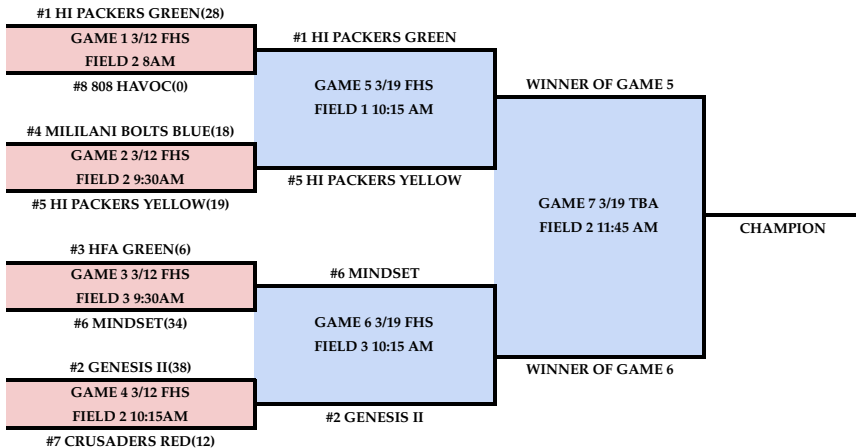 #1 HI PACKERS GREEN(28)
GAME 1 3/12 FHS
FIELD 2 8AM
#8 808 HAVOC(0)
#4 MILILANI BOLTS BLUE(18)
GAME 2 3/12 FHS
FIELD 2 9:30AM
#5 HI PACKERS YELLOW(19)
#3 HFA GREEN(6)
GAME 3 3/12 FHS
FIELD 3 9:30AM
#6 MINDSET(34)
#2 GENESIS II(38)
GAME 4 3/12 FHS
FIELD 2 10:15AM
#7 CRUSADERS RED(12)
#1 HI PACKERS GREEN
GAME 5 3/19 FHS
FIELD 1 10:15 AM
#5 HI PACKERS YELLOW
#6 MINDSET
GAME 6 3/19 FHS
FIELD 3 10:15 AM
#2 GENESIS II
WINNER OF GAME 5
GAME 7 3/19 TBA
FIELD 2 11:45 AM
WINNER OF GAME 6
CHAMPION